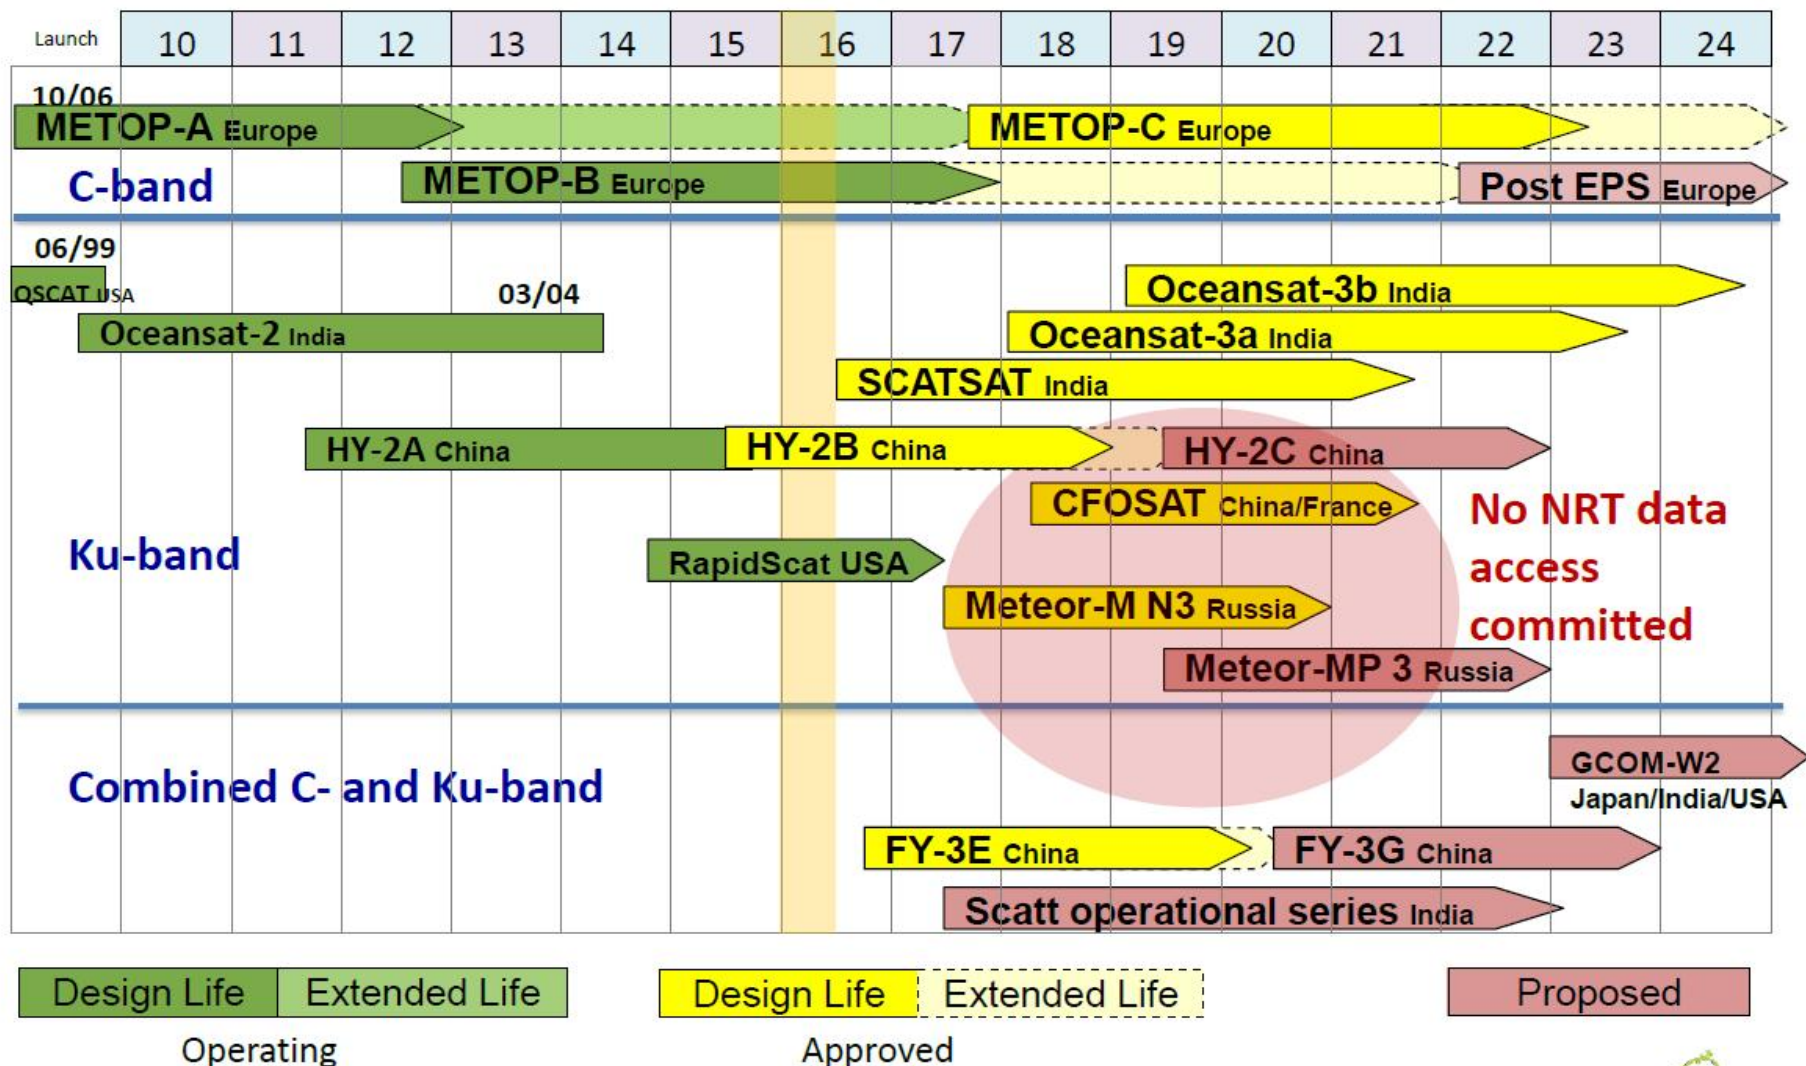 Launch 10 11 12 13 14 15 16 17 18 19 20 21 22 23 24
10/06
METOP-A Europe
METOP-C Europe
C-band
METOP-B Europe
Post EPS Europe
06/99
QSCAT USA
03/04
Oceansat-3b India
Oceansat-2 India
Oceansat-3a India
SCATSAT India
HY-2A China
HY-2B China
HY-2C China
CFOSAT China/France
No NRT data
access
committed
Ku-band
RapidScat USA
Meteor-M N3 Russia
Meteor-MP 3 Russia
Combined C- and Ku-band
GCOM-W2
Japan/India/USA
FY-3E China
FY-3G China
Scatt operational series India
Design Life
Extended Life
Design Life
Extended Life
Proposed
Operating
Approved